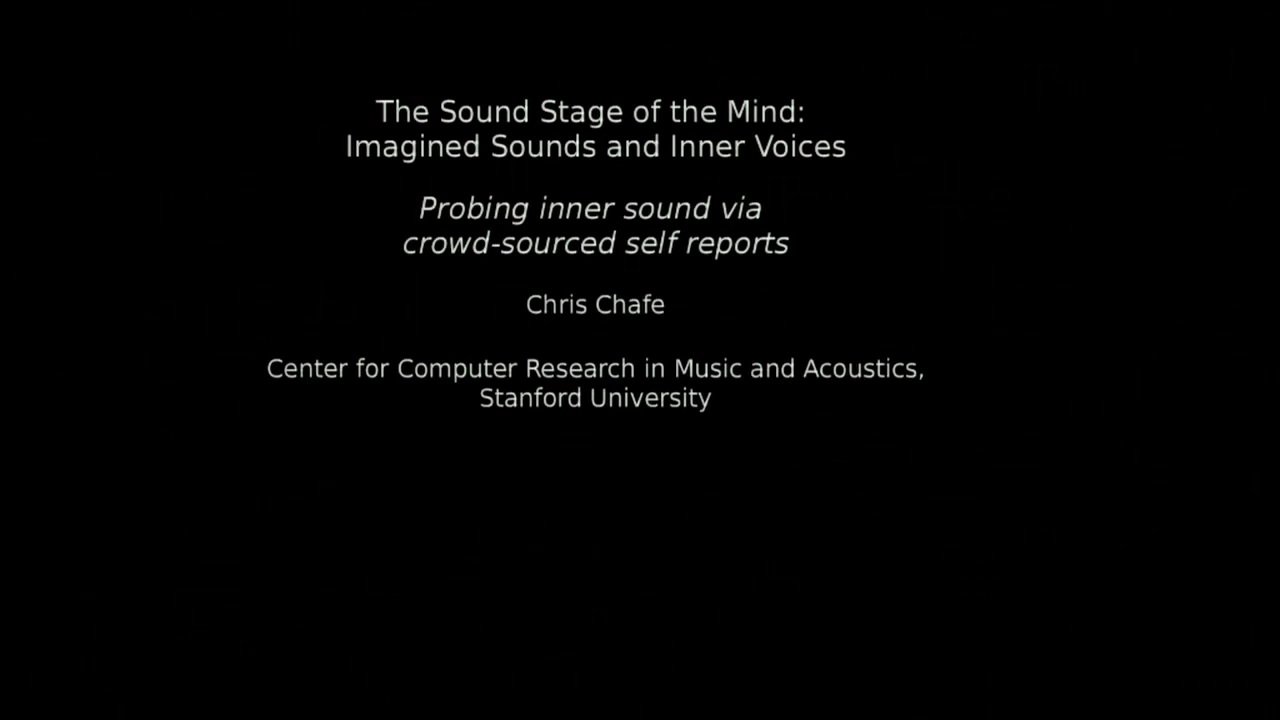 The Sound Stage of the Mind:
Imagined Sounds and Inner Voices
Probing inner sound via
crowd-sourced self reports
Chris Chafe
Center for Computer Research in Music and Acoustics,
Stanford University